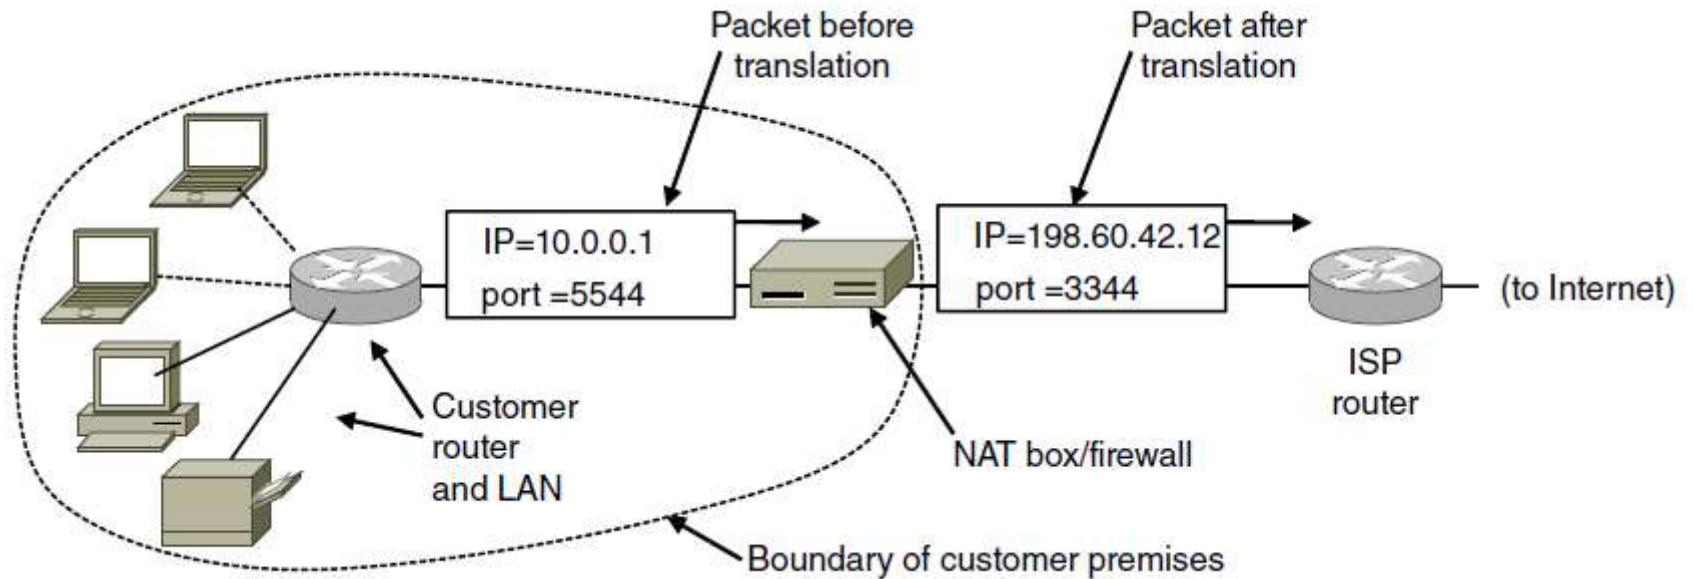 Packet before
translation
Packet after
translation
IP=10.0.0.1
port =5544
IP=198.60.42.12
port =3344
(to Internet)
ISP
router
Customer
router
and LAN
NAT box/firewall
Boundary of customer premises